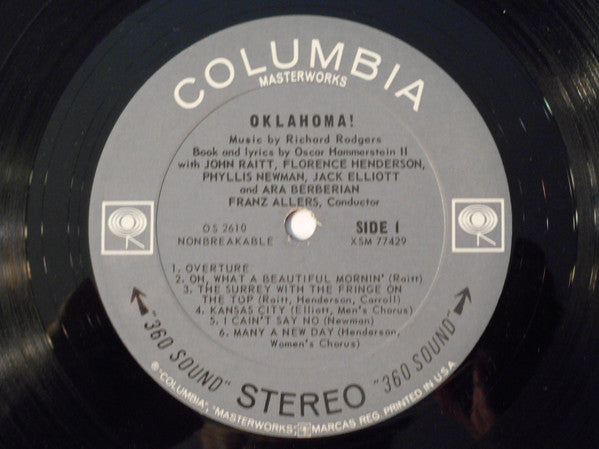 COLUMBIA
MASTERWORKS
OKLAHOMA!
Music by Richard Rodgers
Book and lyrics by Oscar Hammerstein II
with JOHN RAITT, FLORENCE HENDERSON,
PHYLLIS NEWMAN, JACK ELLIOTT
and ARA BERBERIAN
FRANZ ALLERS, Conductor
OS 2610
NONBREAKABLE
SIDE 1
XSM 77429
1. OVERTURE
2. OH, WHAT A BEAUTIFUL MORNIN' (Raitt)
3. THE SURREY WITH THE FRINGE ON
THE TOP (Raitt, Henderson, Carroll)
4. KANSAS CITY (Elliott, Men's Chorus)
5. I CAIN'T SAY NO (Newman)
6. MANY A NEW DAY (Henderson,
Women's Chorus)
"360 SOUND" STEREO "360 SOUND"
® "COLUMBIA", "MASTERWORKS", MARCAS REG. PRINTED IN U.S.A.